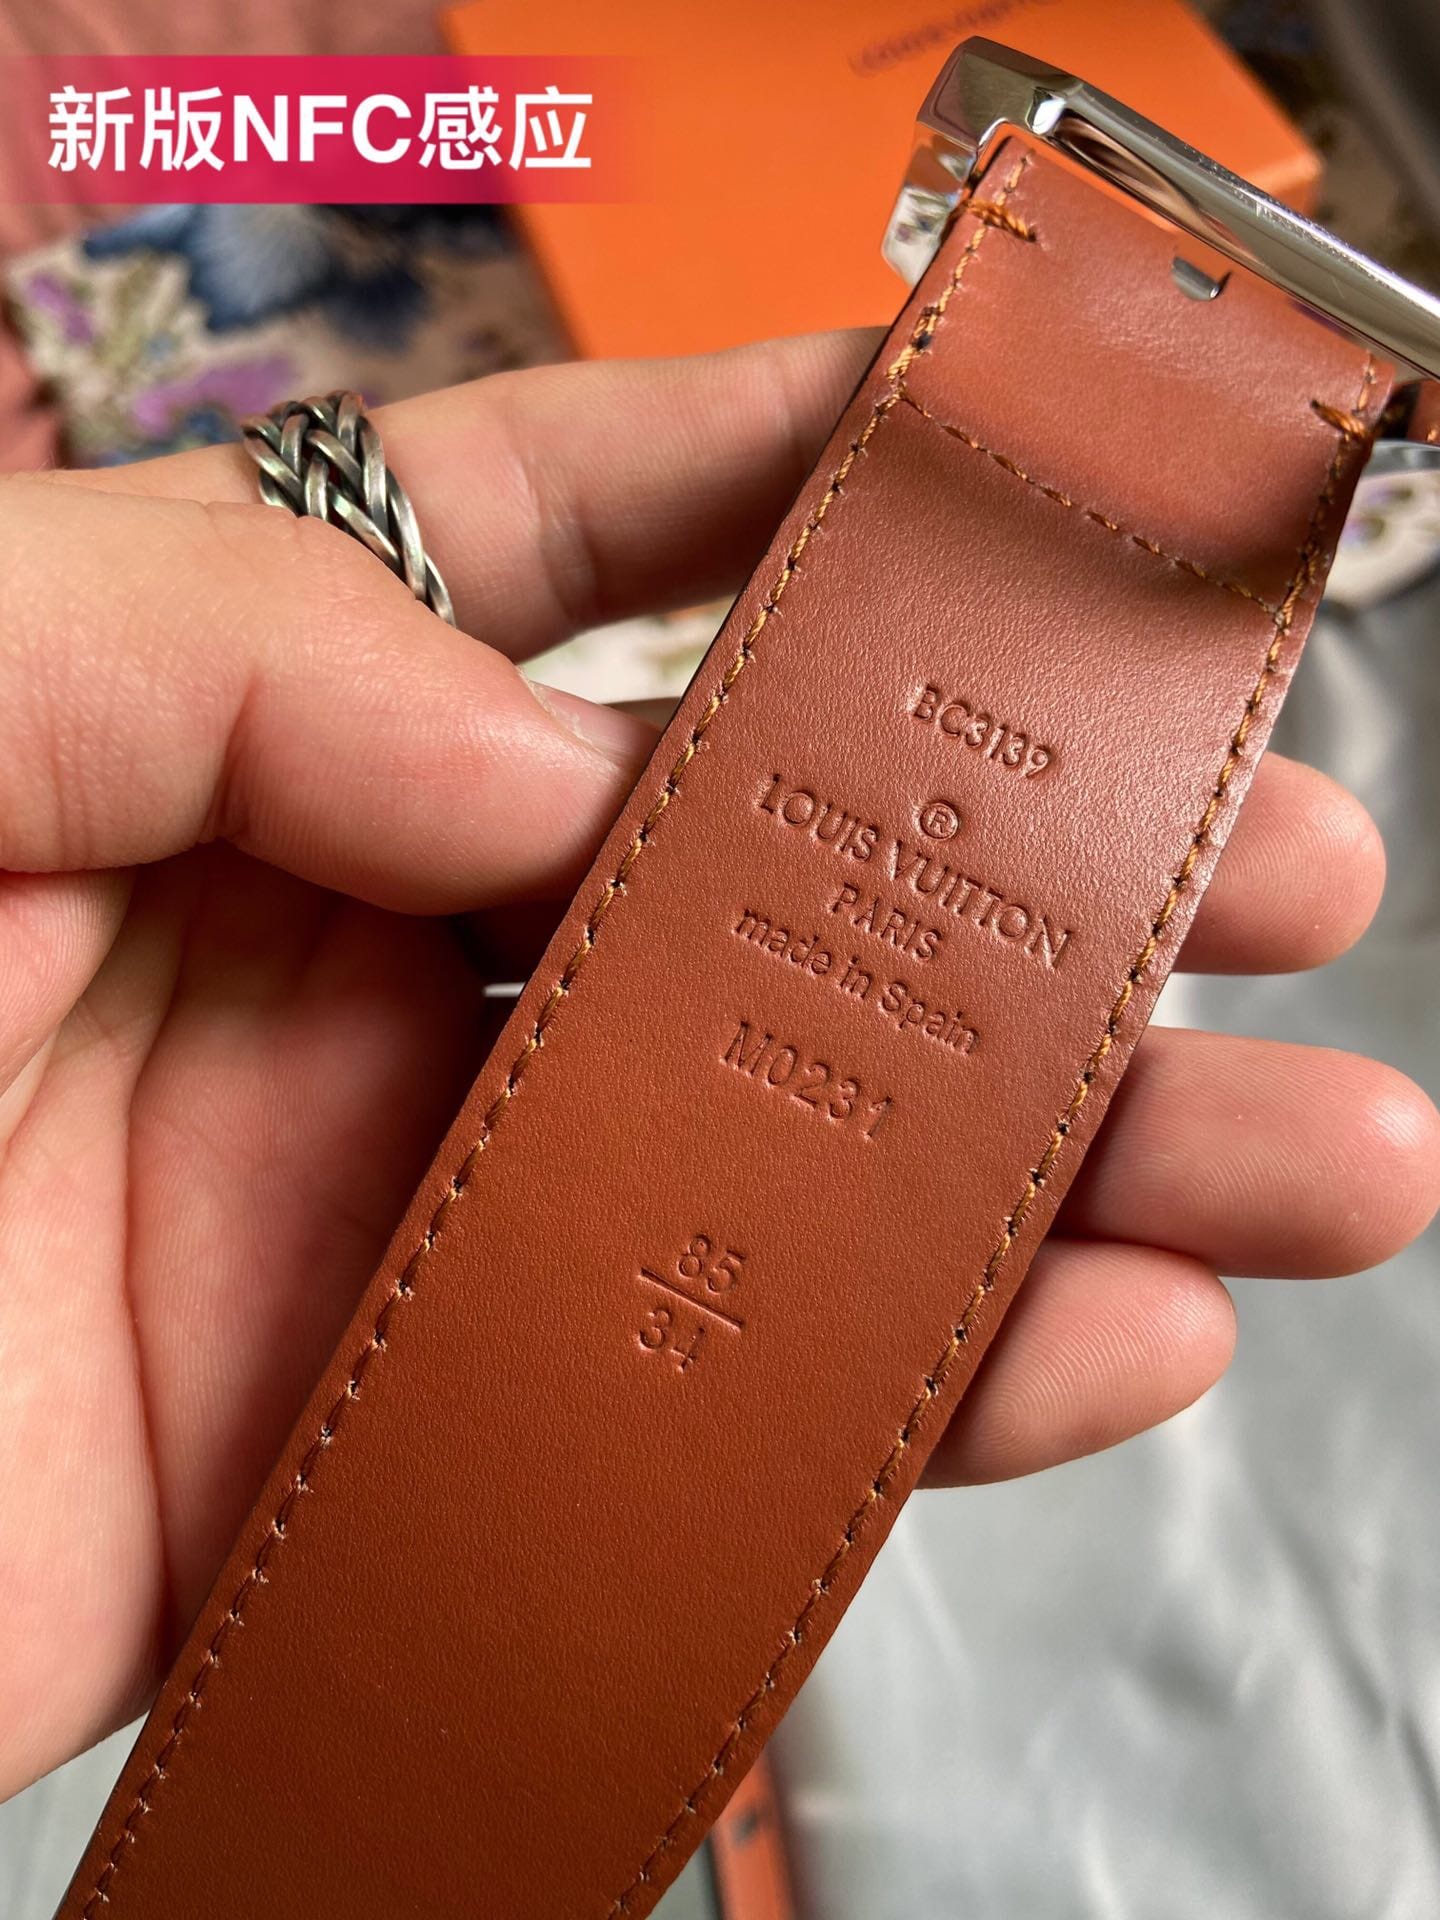 新版NFC感应
BC3139
®
LOUIS VUITTON
PARIS
made in Spain
M0231
85
34